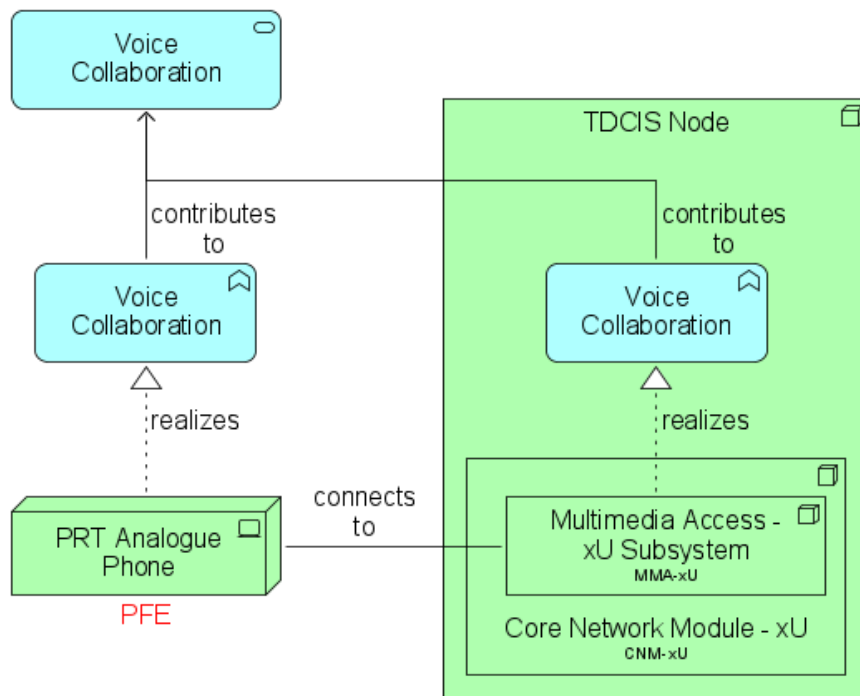 Voice
Collaboration
TDCIS Node
contributes
to
contributes
to
Voice
Collaboration
Voice
Collaboration
realizes
realizes
connects
to
PRT Analogue
Phone
PFE
Multimedia Access -
xU Subsystem
MMA-xU
Core Network Module - xU
CNM-xU